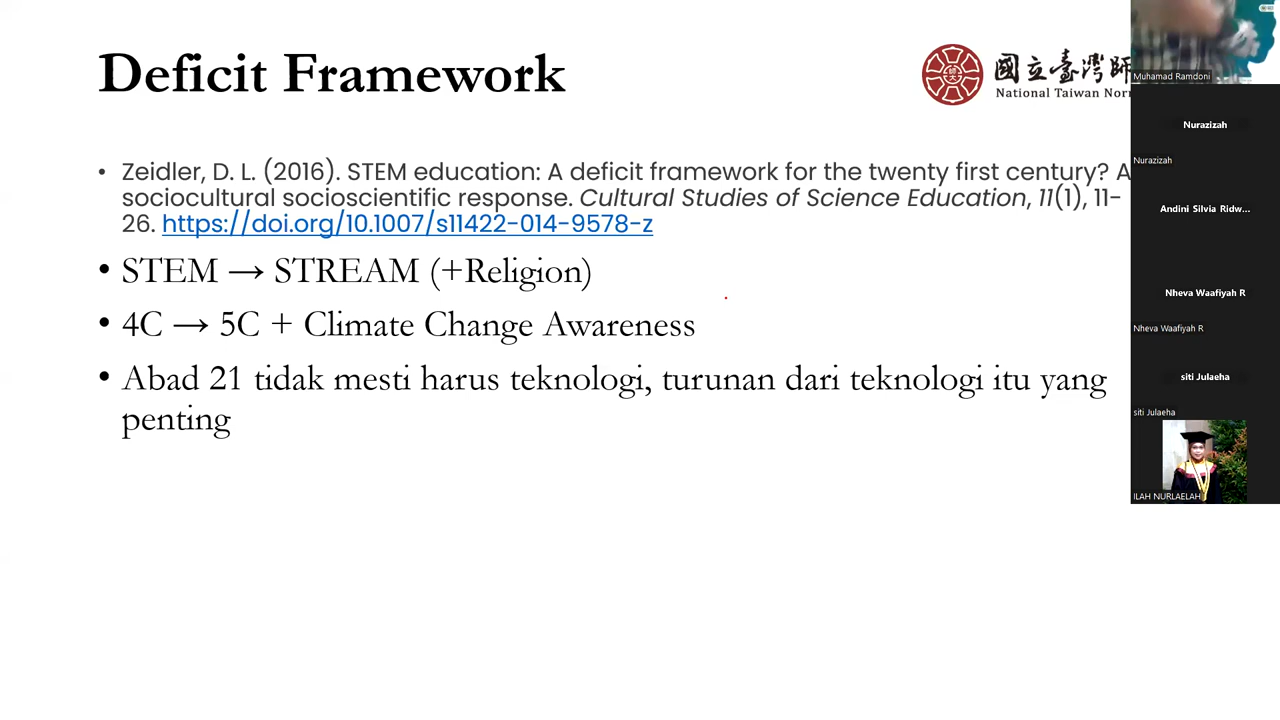 Deficit Framework
國立臺灣師
National Taiwan Nor
• Zeidler, D. L. (2016). STEM education: A deficit framework for the twenty first century? A
sociocultural socioscientific response. Cultural Studies of Science Education, 11(1), 11-
26. https://doi.org/10.1007/s11422-014-9578-z
• STEM → STREAM (+Religion)
• 4C → 5C + Climate Change Awareness
• Abad 21 tidak mesti harus teknologi, turunan dari teknologi itu yang
penting
Muhamad Ramdoni
Nurazizah
Nurazizah
Andini Silvia Ridw...
Nheva Waafiyah R
Nheva Waafiyah R
siti Julaeha
siti Julaeha
ILAH NURLAELAH